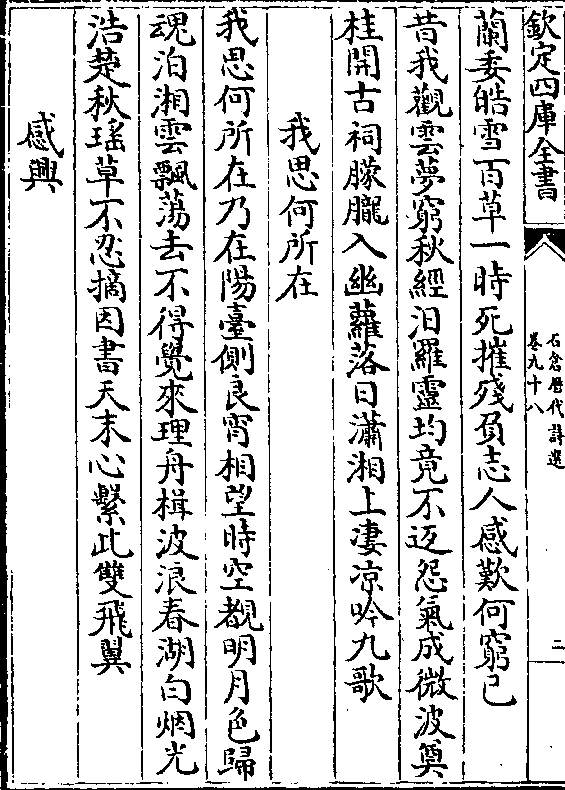 欽定四庫全書
石倉歷代詩選
卷九十八
二
蘭委皓雪百草一時死摧殘負志人感歎何窮已
昔我觀雲夢窮秋經汨羅靈均竟不返怨氣成微波奠
桂開古祠朦朧入幽蘿落日瀟湘上凄凉吟九歌
我思何所在
我思何所在乃在陽臺側良宵相望時空覩明月色歸
魂泊湘雲飄蕩去不得覺來理舟楫波浪春湖白烟光
浩楚秋瑤草不忍摘因書天末心繫此雙飛翼
感興